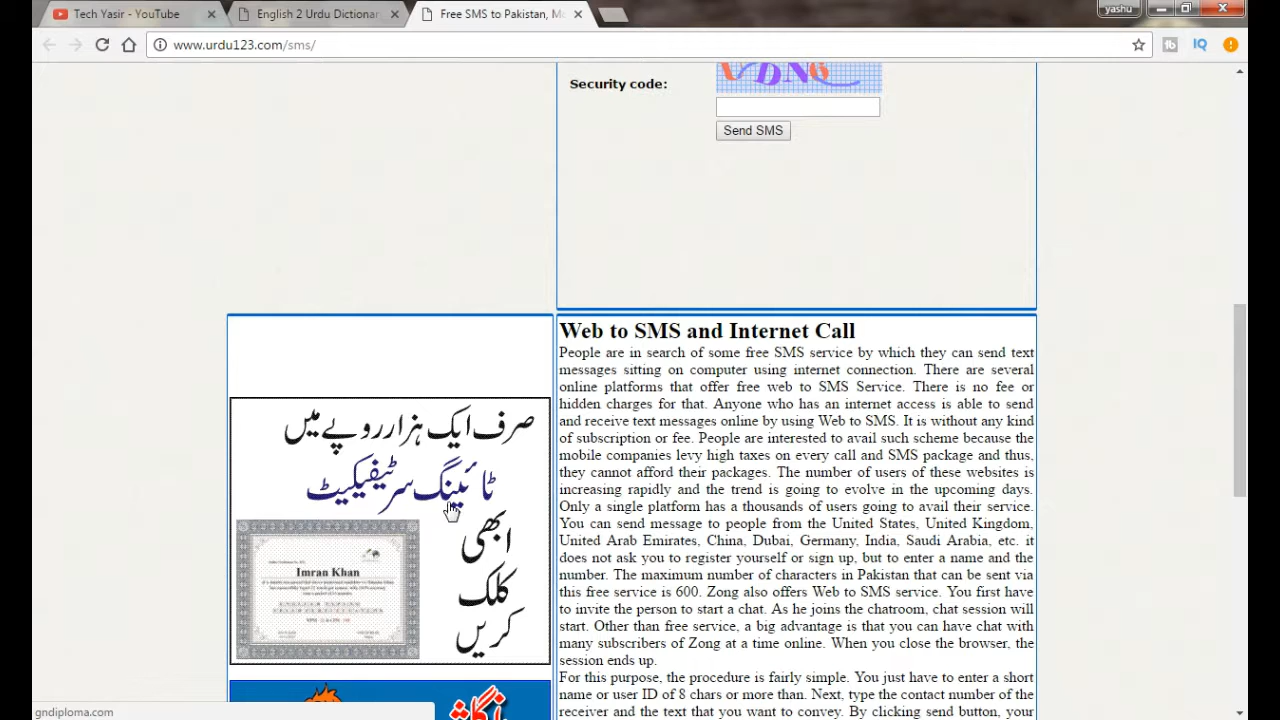 Tech Yasir - YouTube
English 2 Urdu Dictionar
Free SMS to Pakistan, Mo
yashu
www.urdu123.com/sms/
Security code:
VDN6
Send SMS
Web to SMS and Internet Call
People are in search of some free SMS service by which they can send text
messages sitting on computer using internet connection. There are several
online platforms that offer free web to SMS Service. There is no fee or
hidden charges for that. Anyone who has an internet access is able to send
and receive text messages online by using Web to SMS. It is without any kind
of subscription or fee. People are interested to avail such scheme because the
mobile companies levy high taxes on every call and SMS package and thus,
they cannot afford their packages. The number of users of these websites is
increasing rapidly and the trend is going to evolve in the upcoming days.
Only a single platform has a thousands of users going to avail their service.
You can send message to people from the United States, United Kingdom,
United Arab Emirates, China, Dubai, Germany, India, Saudi Arabia, etc. it
does not ask you to register yourself or sign up, but to enter a name and the
number. The maximum number of characters in Pakistan that can be sent via
this free service is 600. Zong also offers Web to SMS service. You first have
to invite the person to start a chat. As he joins the chatroom, chat session will
start. Other than free service, a big advantage is that you can have chat with
many subscribers of Zong at a time online. When you close the browser, the
session ends up.
For this purpose, the procedure is fairly simple. You just have to enter a short
name or user ID of 8 chars or more than. Next, type the contact number of the
receiver and the text that you want to convey. By clicking send button, your
صرف ایک ہزار روپے میں
ٹائپنگ سرٹیفیکیٹ
ابھی
کلک
کریں
Imran Khan
gndiploma.com